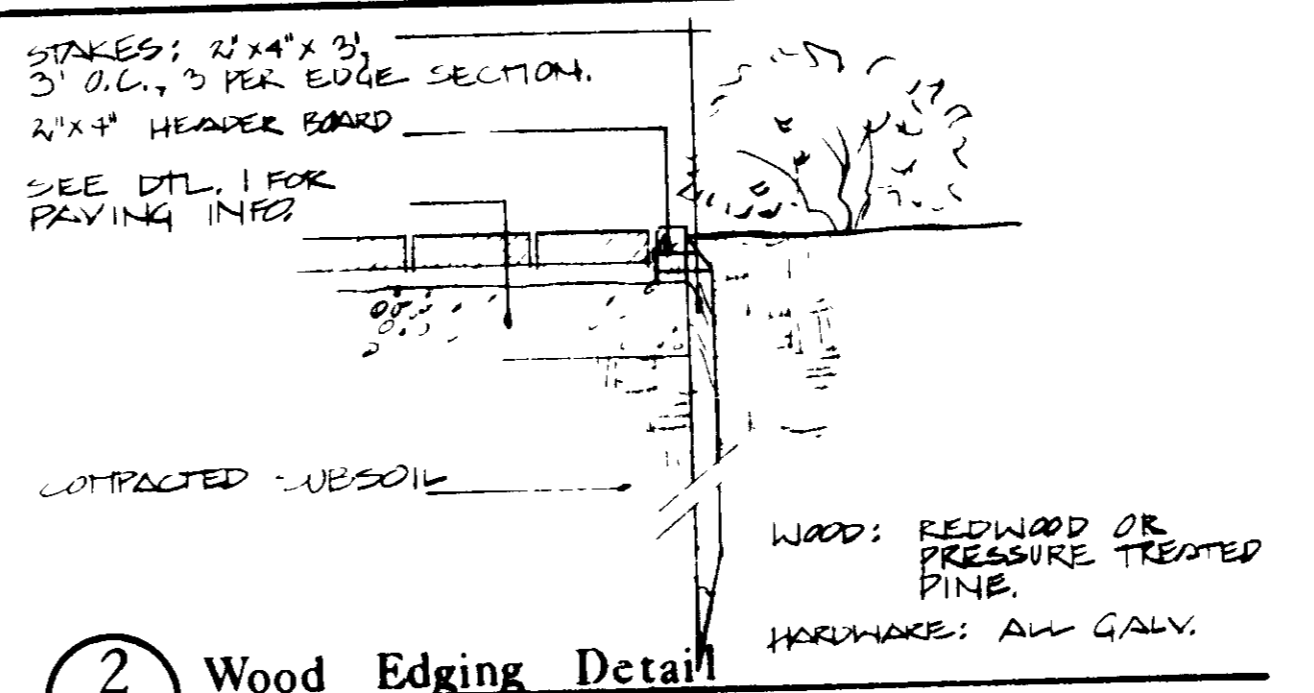 STAKES: 2"x4"x 3',
3' O.C., 3 PER EDGE SECTION.
2"x4" HEADER BOARD
SEE DTL. 1 FOR
PAVING INFO.
COMPACTED SUBSOIL
WOOD: REDWOOD OR
PRESSURE TREATED
PINE.
HARDWARE: ALL GALV.
2 Wood Edging Detail